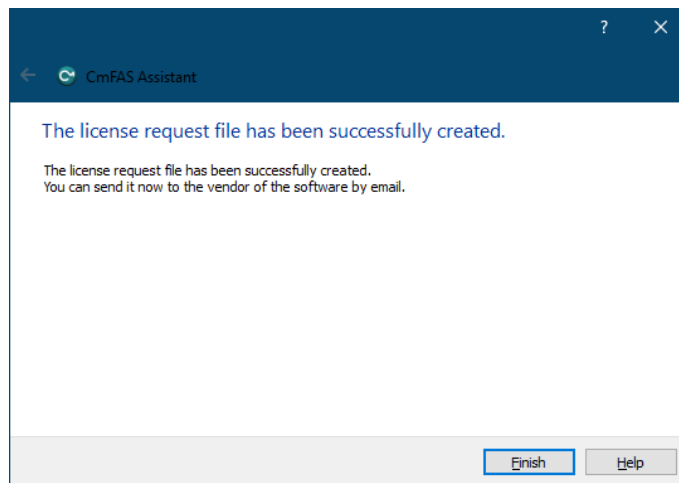 ?
CmFAS Assistant
The license request file has been successfully created.
The license request file has been successfully created.
You can send it now to the vendor of the software by email.
Finish
Help